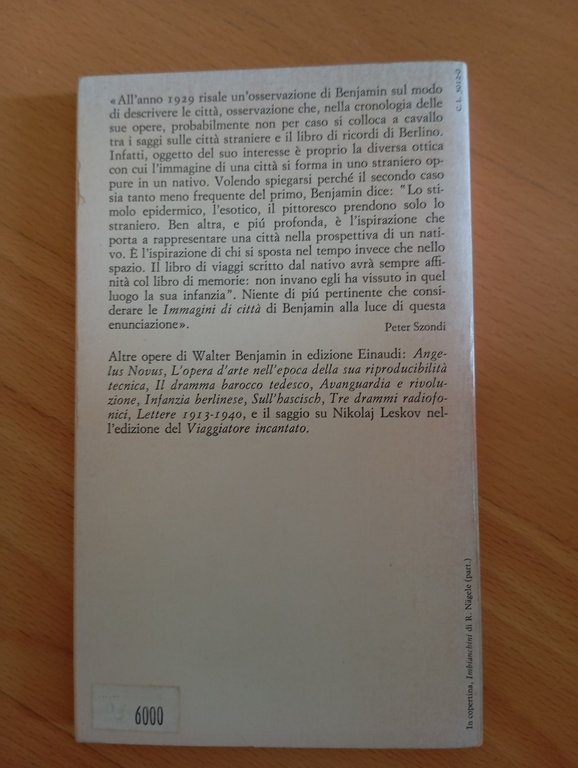 «All'anno 1929 risale un'osservazione di Benjamin sul modo
di descrivere le città, osservazione che, nella cronologia delle
sue opere, probabilmente non per caso si colloca a cavallo
tra i saggi sulle città straniere e il libro di ricordi di Berlino.
Infatti, oggetto del suo interesse è proprio la diversa ottica
con cui l'immagine di una città si forma in uno straniero op-
pure in un nativo. Volendo spiegarsi perché il secondo caso
sia tanto meno frequente del primo, Benjamin dice: "Lo sti-
molo epidermico, l'esotico, il pittoresco prendono solo lo
straniero. Ben altra, e piú profonda, è l'ispirazione che
porta a rappresentare una città nella prospettiva di un nati-
vo. È l'ispirazione di chi si sposta nel tempo invece che nello
spazio. Il libro di viaggi scritto dal nativo avrà sempre affi-
nità col libro di memorie: non invano egli ha vissuto in quel
luogo la sua infanzia". Niente di piú pertinente che consi-
derare le Immagini di città di Benjamin alla luce di questa
enunciazione».
Peter Szondi
Altre opere di Walter Benjamin in edizione Einaudi: Ange-
lus Novus, L'opera d'arte nell'epoca della sua riproducibilità
tecnica, Il dramma barocco tedesco, Avanguardia e rivolu-
zione, Infanzia berlinese, Sull'hascisch, Tre drammi radiofo-
nici, Lettere 1913-1940, e il saggio su Nikolaj Leskov nel-
l'edizione del Viaggiatore incantato.
C. L. 5012-9
In copertina, Imbianchini di R. Nägele (part.)
6000